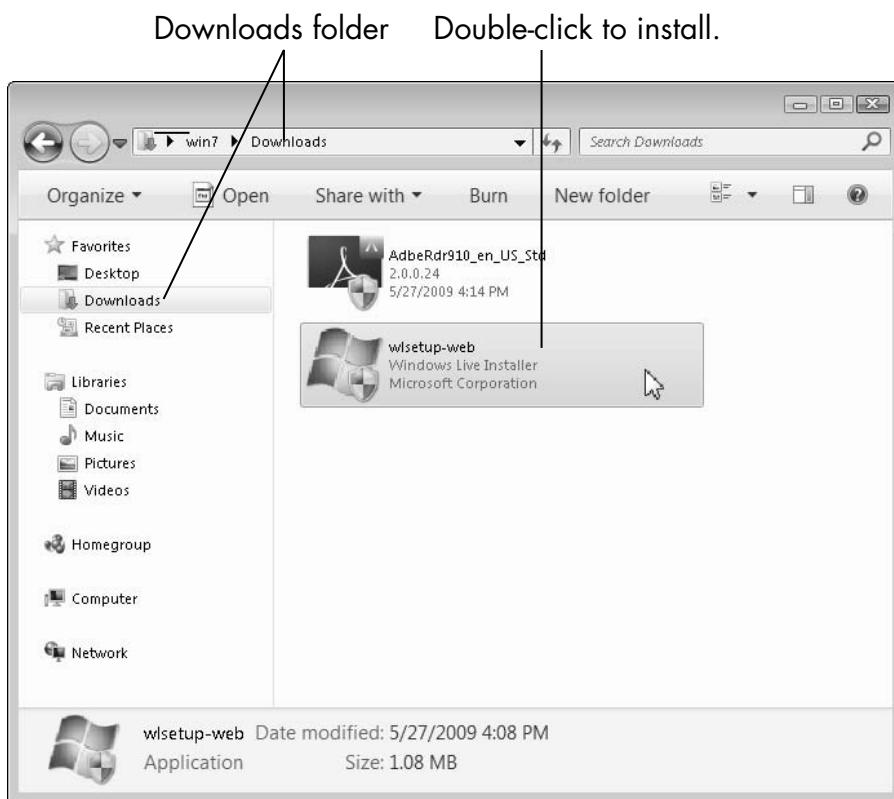 Downloads folder Double-click to install.
win7 Downloads Search Downloads
Organize Open Share with Burn New folder
Favorites
Desktop
Downloads
Recent Places
Libraries
Documents
Music
Pictures
Videos
Homegroup
Computer
Network
AdbeRdr910_en_US_Std
2.0.0.24
5/27/2009 4:14 PM
wlsetup-web
Windows Live Installer
Microsoft Corporation
wlsetup-web Date modified: 5/27/2009 4:08 PM
Application Size: 1.08 MB